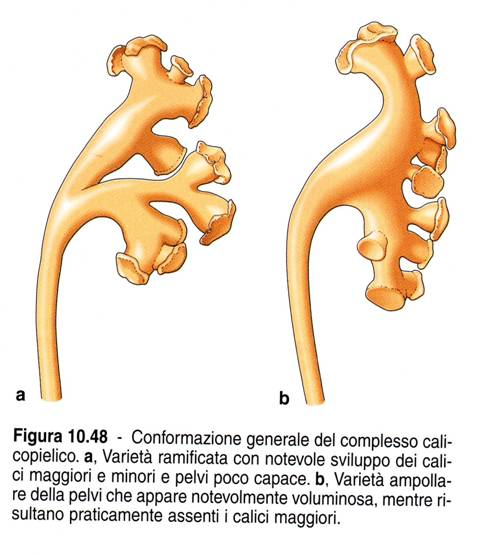 a
b
Figura 10.48 - Conformazione generale del complesso cali-
copielico. a, Varietà ramificata con notevole sviluppo dei cali-
ci maggiori e minori e pelvi poco capace. b, Varietà ampolla-
re della pelvi che appare notevolmente voluminosa, mentre ri-
sultano praticamente assenti i calici maggiori.